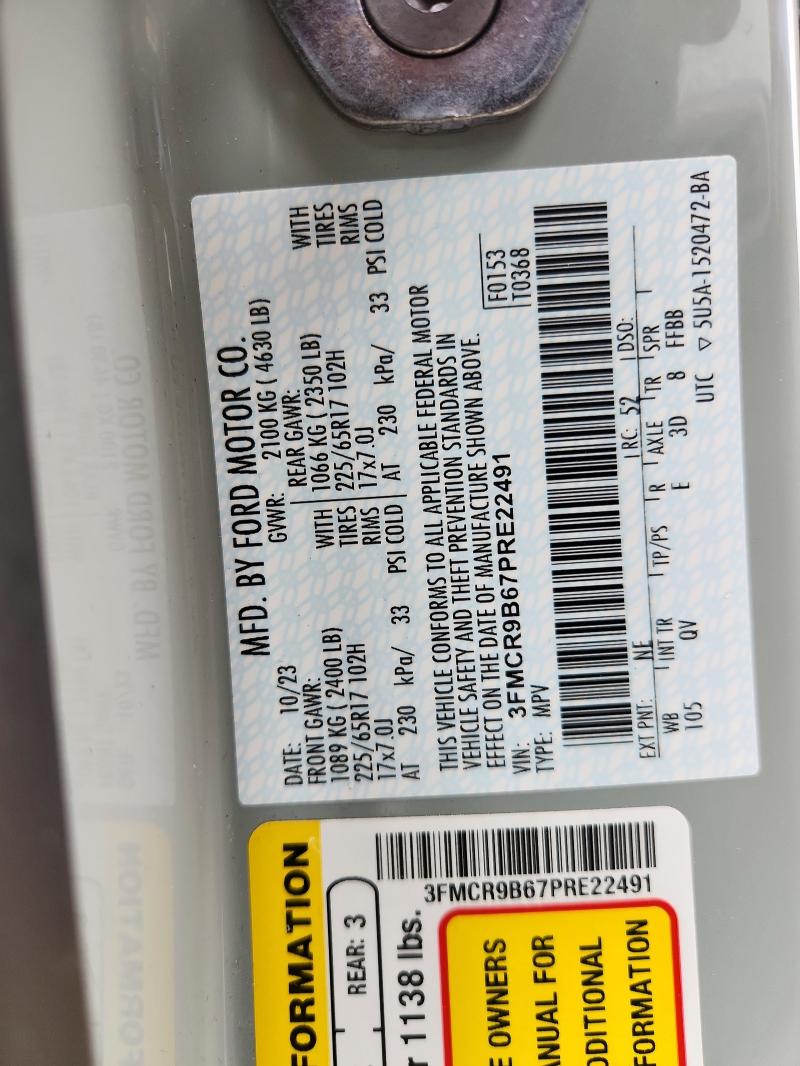 MFD. BY FORD MOTOR CO.
DATE: 10/23 GVWR: 2100 KG ( 4630 LB)
FRONT GAWR: REAR GAWR:
1089 KG ( 2400 LB) WITH 1066 KG ( 2350 LB) WITH
225/65R17 102H TIRES 225/65R17 102H TIRES
17x7.0J RIMS 17x7.0J RIMS
AT 230 kPa/ 33 PSI COLD AT 230 kPa/ 33 PSI COLD
THIS VEHICLE CONFORMS TO ALL APPLICABLE FEDERAL MOTOR
VEHICLE SAFETY AND THEFT PREVENTION STANDARDS IN
EFFECT ON THE DATE OF MANUFACTURE SHOWN ABOVE.
VIN: 3FMCR9B67PRE22491 F0153
TYPE: MPV T0368
EXT PNT: NE RC: 52 DSO:
WB INT TR TP/PS R AXLE TR SPR
105 QV E 3D 8 FFBB
UTC ▽ 5U5A-1520472-BA
FORMATION
REAR: 3
1138 lbs.
3FMCR9B67PRE22491
OWNERS
FOR